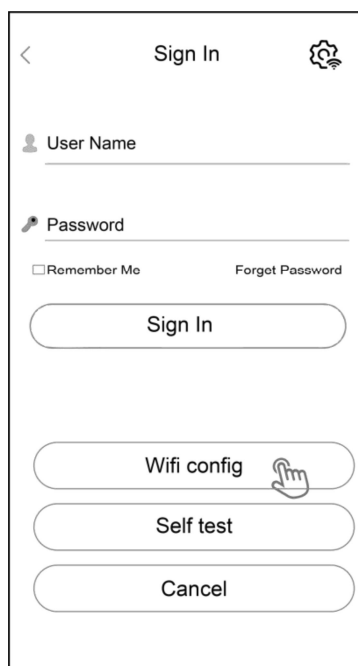 Sign In
User Name
Password
Remember Me Forget Password
Sign In
Wifi config
Self test
Cancel